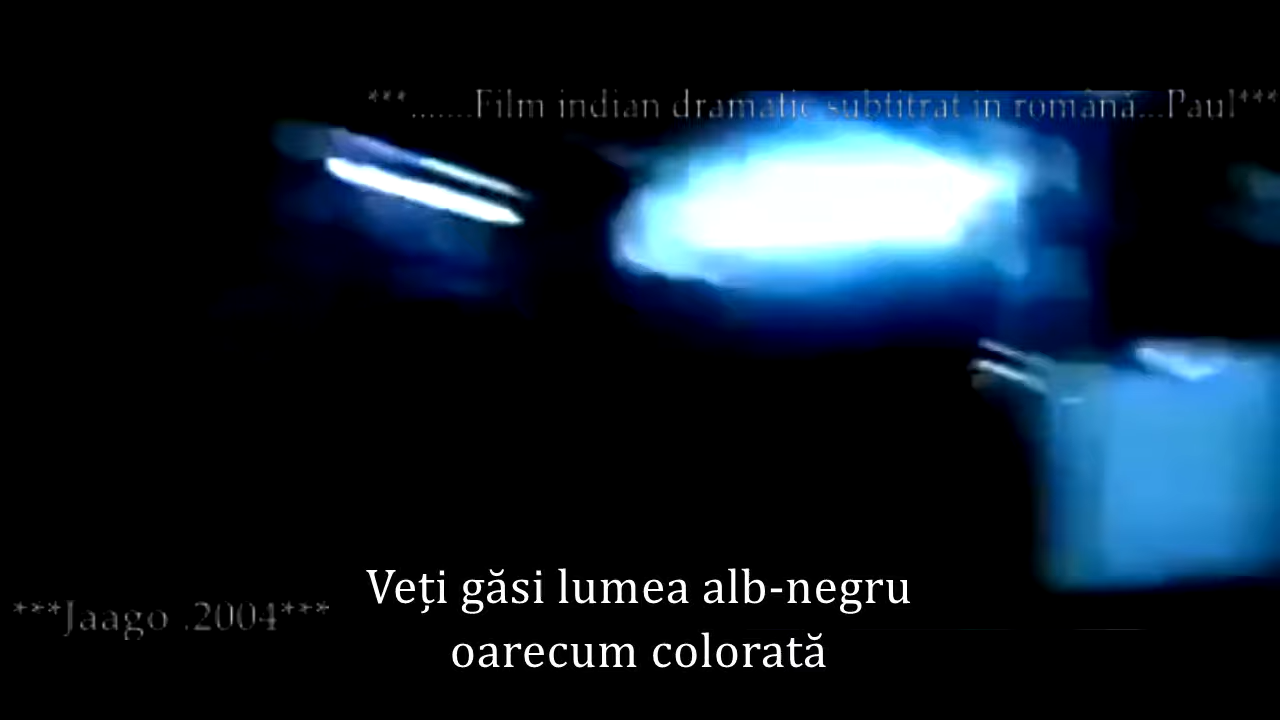 ***.......Film indian dramatic subtitrat in română...Paul***
Veți găsi lumea alb-negru
oarecum colorată
***Jaago .2004***